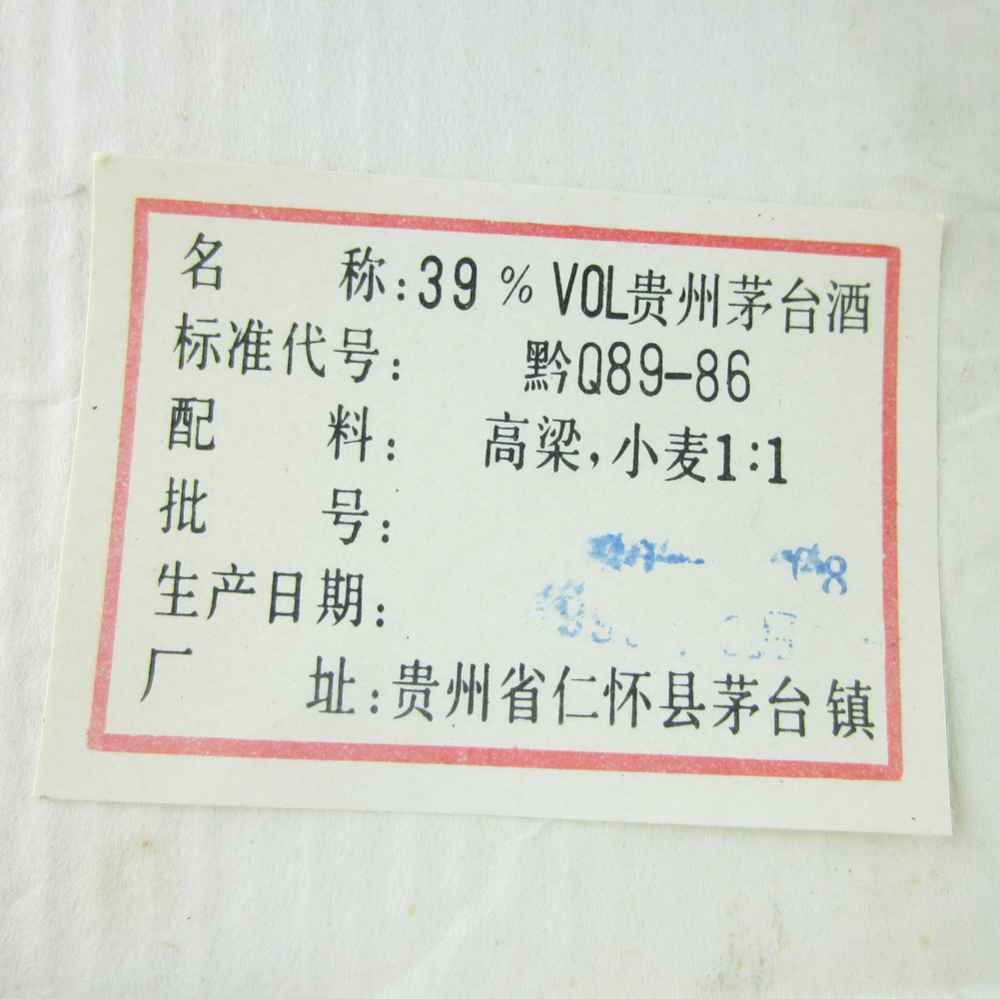 名 称:39 % VOL贵州茅台酒
标准代号: 黔Q89-86
配 料: 高梁,小麦1:1
批 号:
生产日期:
厂 址:贵州省仁怀县茅台镇